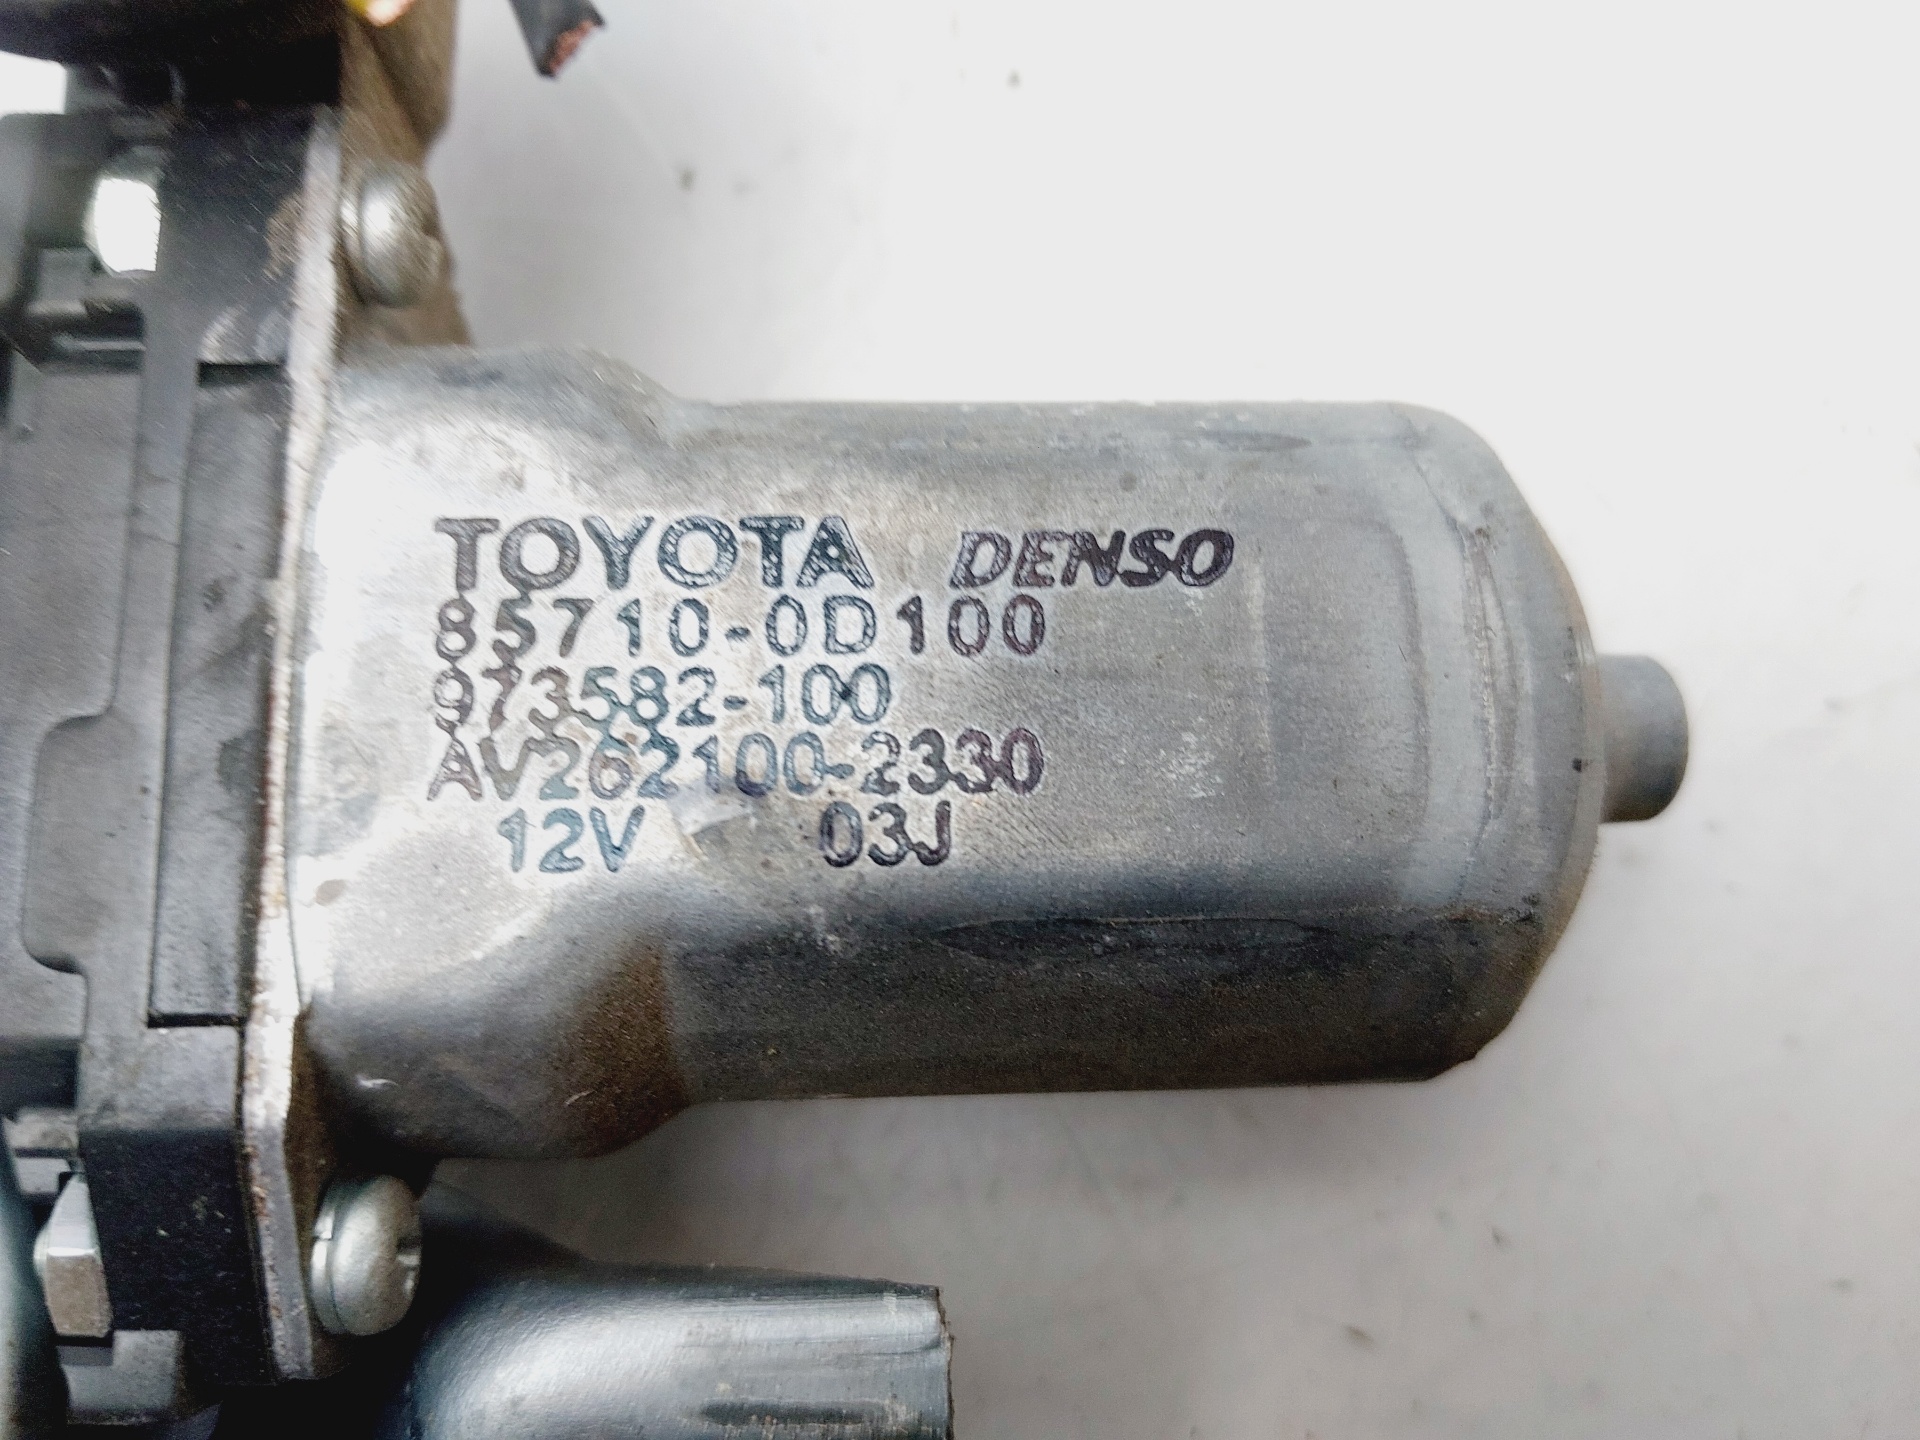 TOYOTA DENSO
85710-0D100
973582-100
AV262100-2330
12V 03J